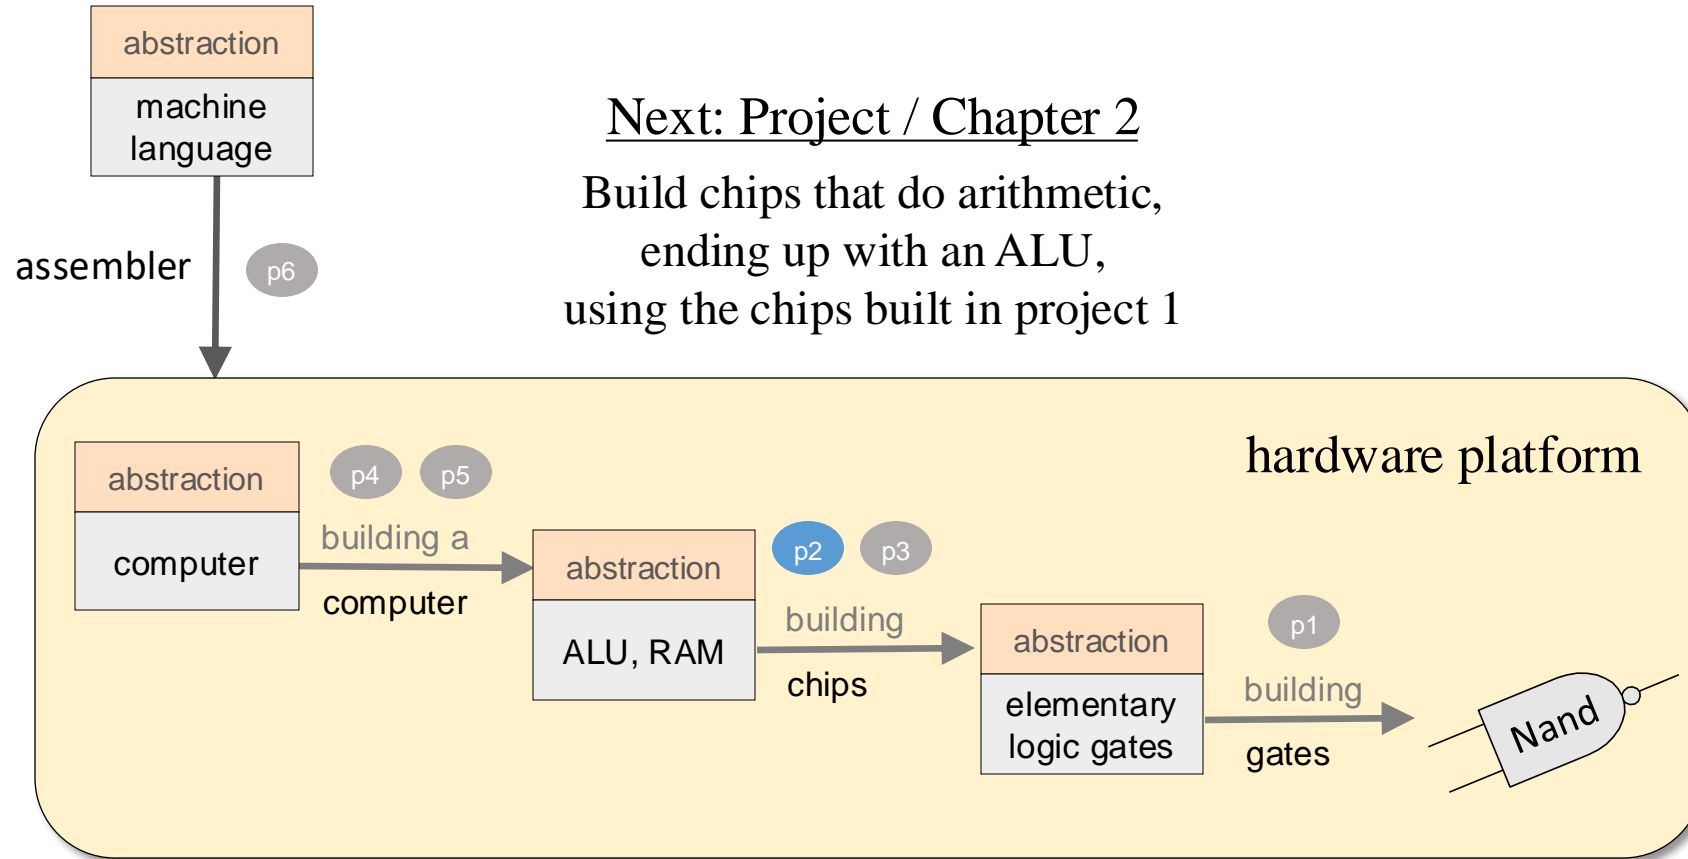 abstraction
machine
language
Next: Project / Chapter 2
Build chips that do arithmetic,
ending up with an ALU,
using the chips built in project 1
assembler
p6
hardware platform
abstraction
computer
p4
p5
building a
computer
abstraction
ALU, RAM
p2
p3
building
chips
abstraction
elementary
logic gates
p1
building
gates
Nand